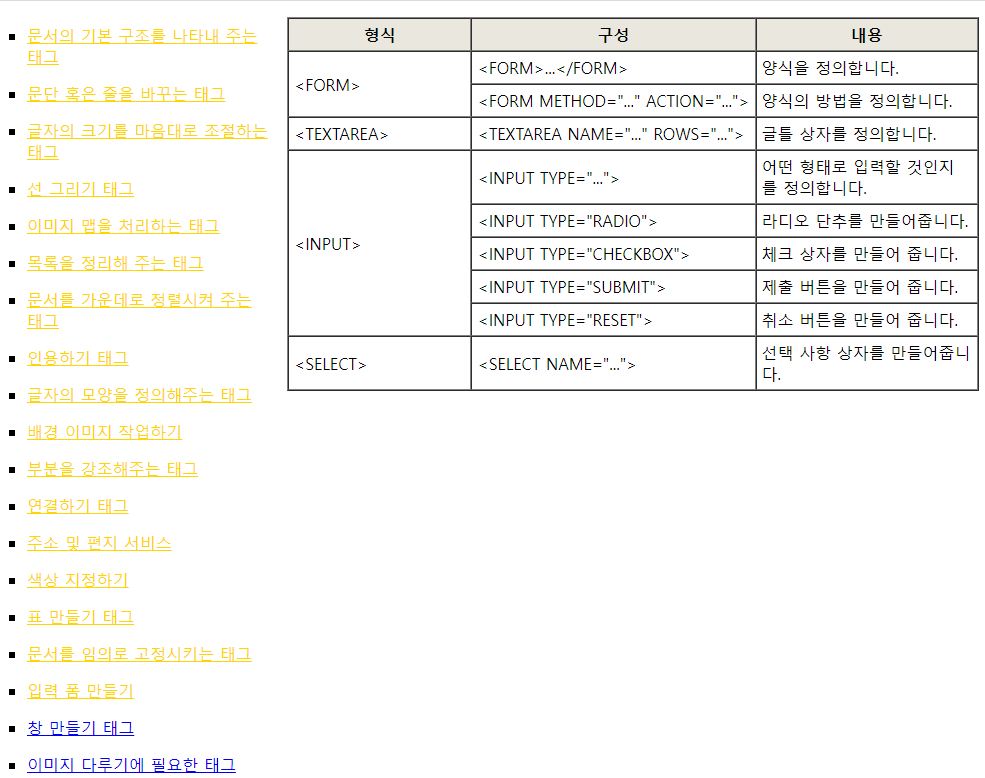 문서의 기본 구조를 나타내 주는
태그
문단 혹은 줄을 바꾸는 태그
글자의 크기를 마음대로 조절하는
태그
선 그리기 태그
이미지 맵을 처리하는 태그
목록을 정리해 주는 태그
문서를 가운데로 정렬시켜 주는
태그
인용하기 태그
글자의 모양을 정의해주는 태그
배경 이미지 작업하기
부분을 강조해주는 태그
연결하기 태그
주소 및 편지 서비스
색상 지정하기
표 만들기 태그
문서를 임의로 고정시키는 태그
입력 폼 만들기
창 만들기 태그
이미지 다루기에 필요한 태그
형식 구성 내용
<FORM>
<FORM>...</FORM> 양식을 정의합니다.
<FORM METHOD="..." ACTION="..."> 양식의 방법을 정의합니다.
<TEXTAREA> <TEXTAREA NAME="..." ROWS="..."> 글틀 상자를 정의합니다.
<INPUT>
<INPUT TYPE="..."> 어떤 형태로 입력할 것인지
를 정의합니다.
<INPUT TYPE="RADIO"> 라디오 단추를 만들어줍니다.
<INPUT TYPE="CHECKBOX"> 체크 상자를 만들어 줍니다.
<INPUT TYPE="SUBMIT"> 제출 버튼을 만들어 줍니다.
<INPUT TYPE="RESET"> 취소 버튼을 만들어 줍니다.
<SELECT> <SELECT NAME="..."> 선택 사항 상자를 만들어줍니
다.